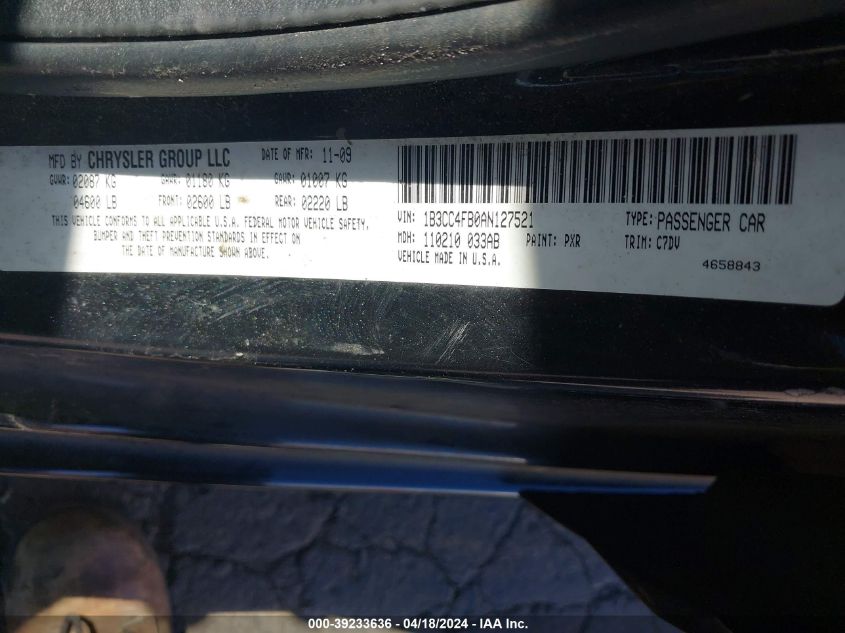 MFD BY CHRYSLER GROUP LLC DATE OF MFR: 11-09
GVWR: 02087 KG GAWR: 01180 KG GAWR: 01007 KG
04600 LB FRONT: 02600 LB REAR: 02220 LB
THIS VEHICLE CONFORMS TO ALL APPLICABLE U.S.A. FEDERAL MOTOR VEHICLE SAFETY,
BUMPER AND THEFT PREVENTION STANDARDS IN EFFECT ON
THE DATE OF MANUFACTURE SHOWN ABOVE.
VIN: 1B3CC4FB0AN127521 TYPE: PASSENGER CAR
MDH: 110210 033AB PAINT: PXR TRIM: C7DV
VEHICLE MADE IN U.S.A.
4658843
000-39233636 - 04/18/2024 - IAA Inc.